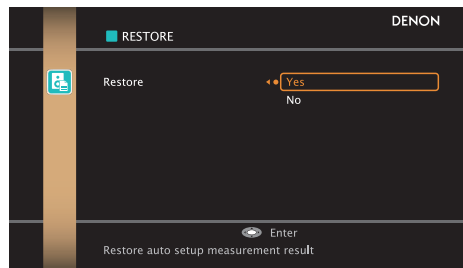 DENON
RESTORE
Restore Yes
No
Enter
Restore auto setup measurement result